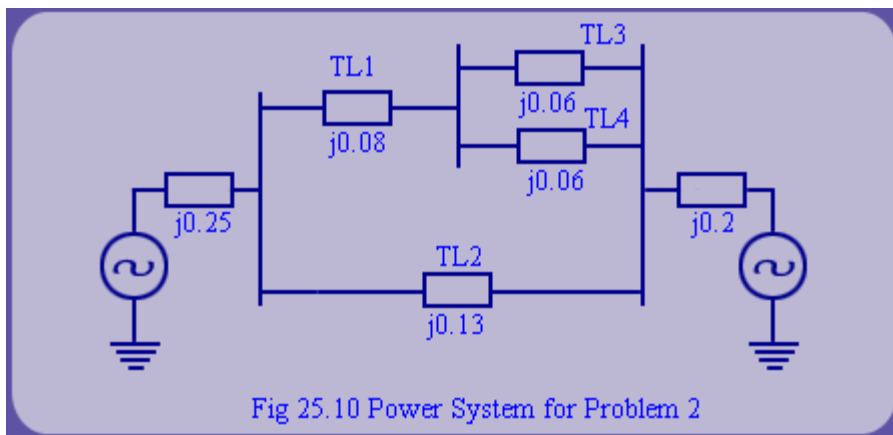 TL3
TL1
j0.06
TL4
j0.08
j0.06
j0.25
j0.2
TL2
j0.13
Fig 25.10 Power System for Problem 2